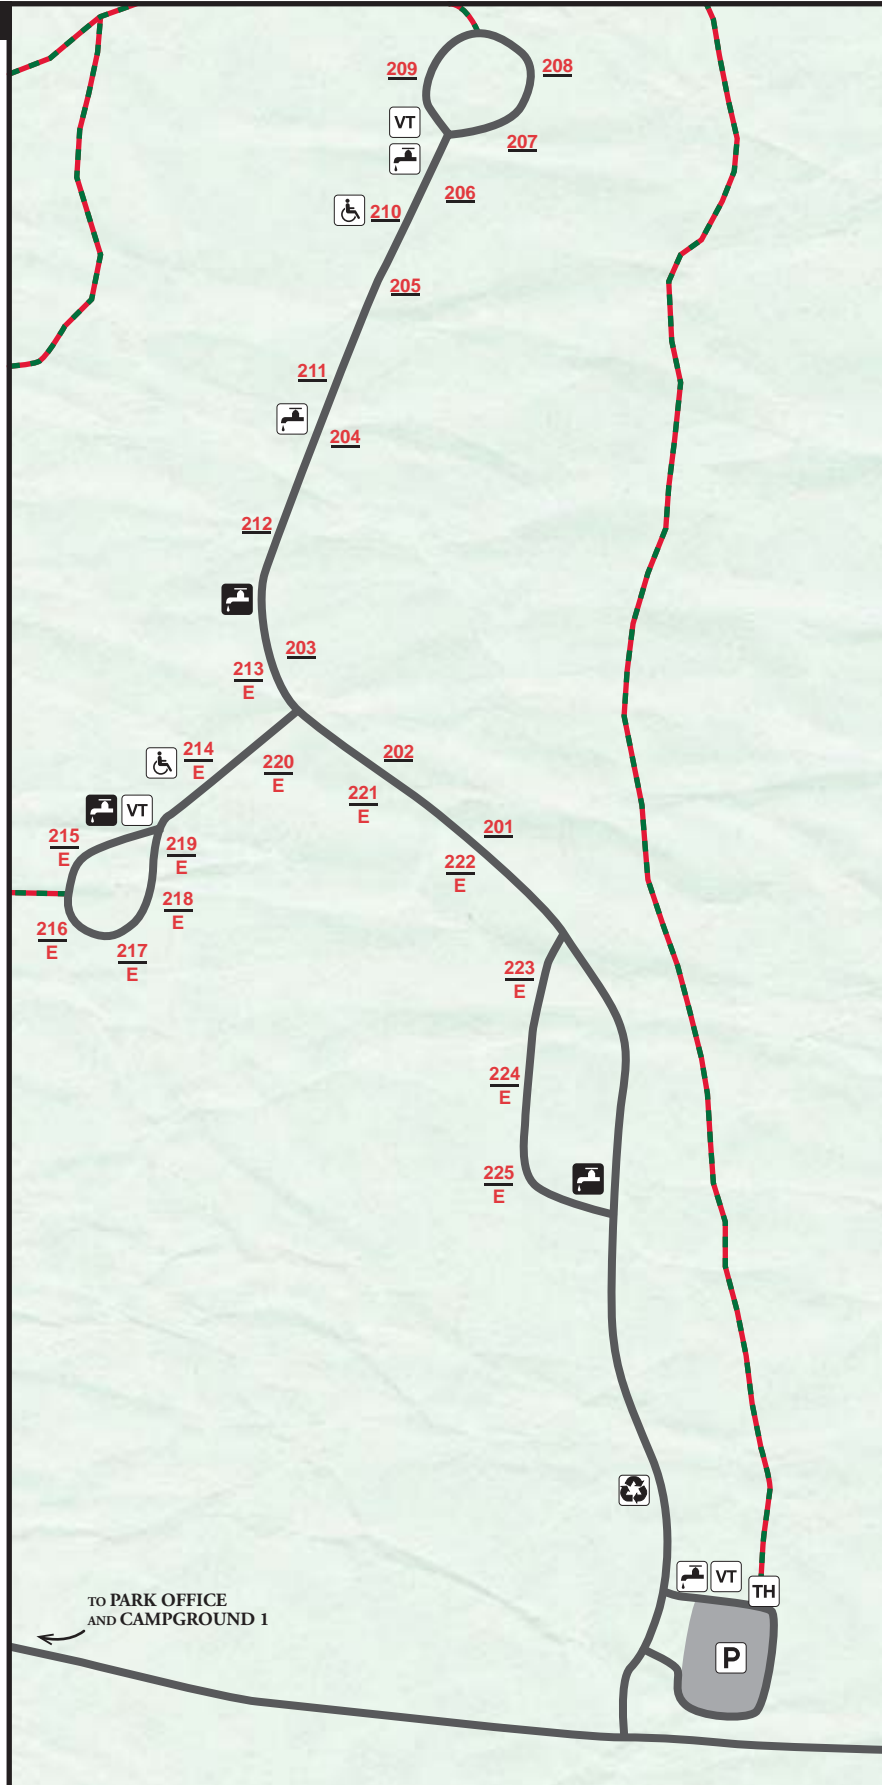 209
208
VT
207
206
210
205
211
204
212
203
213
E
214
E
202
220
E
221
E
VT
201
215
E
219
E
222
E
218
E
216
E
217
E
223
E
224
E
225
E
VT
TH
TO PARK OFFICE
AND CAMPGROUND 1
P